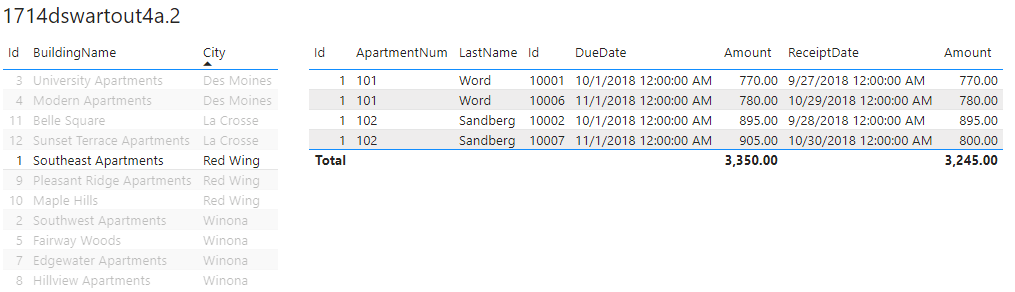 1714dswartout4a.2
Id BuildingName City
3 University Apartments Des Moines
4 Modern Apartments Des Moines
11 Belle Square La Crosse
12 Sunset Terrace Apartments La Crosse
1 Southeast Apartments Red Wing
9 Pleasant Ridge Apartments Red Wing
10 Maple Hills Red Wing
2 Southwest Apartments Winona
5 Fairway Woods Winona
7 Edgewater Apartments Winona
8 Hillview Apartments Winona
Id ApartmentNum LastName Id DueDate Amount ReceiptDate Amount
1 101 Word 10001 10/1/2018 12:00:00 AM 770.00 9/27/2018 12:00:00 AM 770.00
1 101 Word 10006 11/1/2018 12:00:00 AM 780.00 10/29/2018 12:00:00 AM 780.00
1 102 Sandberg 10002 10/1/2018 12:00:00 AM 895.00 9/28/2018 12:00:00 AM 895.00
1 102 Sandberg 10007 11/1/2018 12:00:00 AM 905.00 10/30/2018 12:00:00 AM 800.00
Total 3,350.00 3,245.00